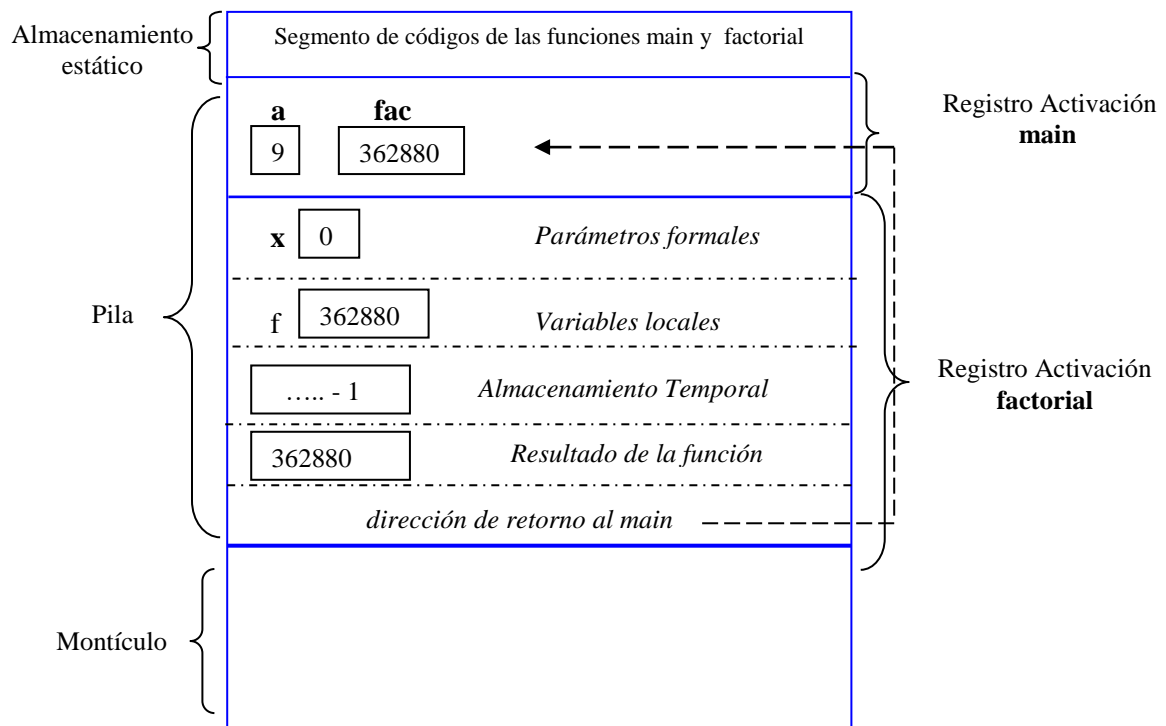 Almacenamiento
estático
Segmento de códigos de las funciones main y factorial
a fac
9 362880
Registro Activación
main
x 0 Parámetros formales
Pila
f 362880 Variables locales
….. - 1 Almacenamiento Temporal
Registro Activación
factorial
362880 Resultado de la función
dirección de retorno al main
Montículo